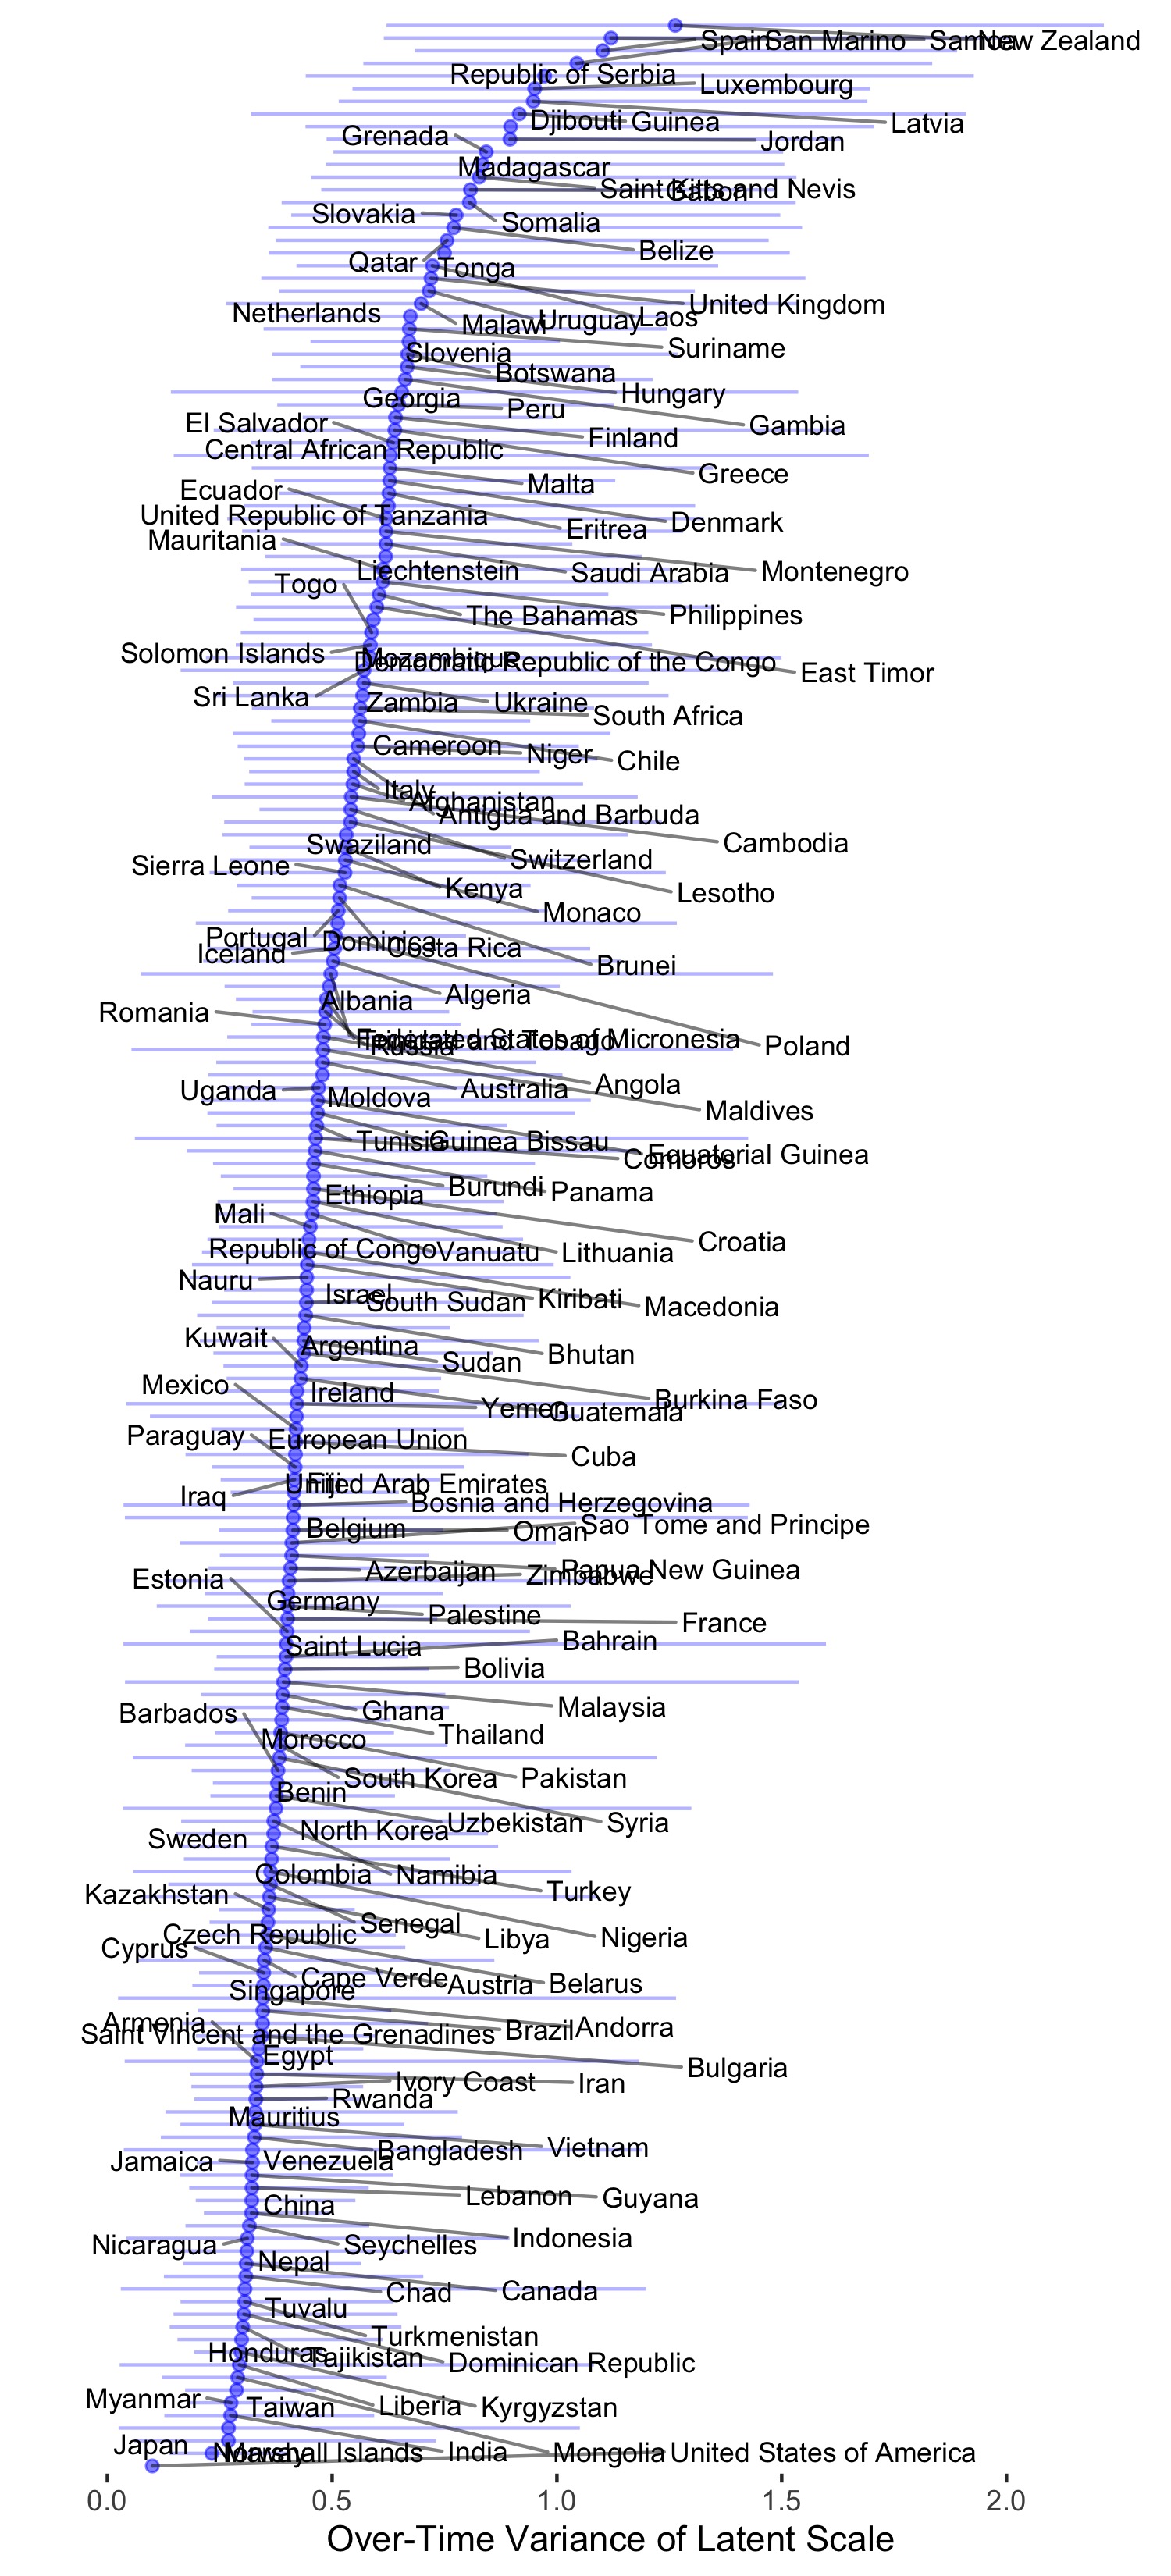 Spain San Marino Samoa New Zealand
Republic of Serbia
Luxembourg
Djibouti Guinea
Latvia
Grenada
Jordan
Madagascar
Saint Kitts and Nevis
Gabon
Slovakia
Somalia
Belize
Qatar
Tonga
United Kingdom
Netherlands
Malawi
Uruguay
Laos
Suriname
Slovenia
Botswana
Hungary
Georgia
Peru
El Salvador
Gambia
Finland
Central African Republic
Greece
Malta
Ecuador
United Republic of Tanzania
Denmark
Eritrea
Mauritania
Liechtenstein
Saudi Arabia
Montenegro
Togo
The Bahamas
Philippines
Solomon Islands
Mozambique
Democratic Republic of the Congo
East Timor
Sri Lanka
Zambia
Ukraine
South Africa
Cameroon
Niger
Chile
Italy
Afghanistan
Antigua and Barbuda
Cambodia
Swaziland
Switzerland
Sierra Leone
Kenya
Lesotho
Monaco
Portugal
Dominica
Costa Rica
Iceland
Brunei
Algeria
Albania
Romania
Federated States of Micronesia
Trinidad and Tobago
Russia
Poland
Angola
Uganda
Australia
Moldova
Maldives
Tunisia
Guinea Bissau
Equatorial Guinea
Comoros
Burundi
Panama
Ethiopia
Mali
Croatia
Republic of Congo
Vanuatu
Lithuania
Nauru
Israel
South Sudan
Kiribati
Macedonia
Kuwait
Argentina
Bhutan
Sudan
Mexico
Ireland
Burkina Faso
Yemen
Guatemala
Paraguay
European Union
Cuba
Fiji
United Arab Emirates
Iraq
Bosnia and Herzegovina
Belgium
Oman
Sao Tome and Principe
Azerbaijan
Papua New Guinea
Zimbabwe
Estonia
Germany
Palestine
France
Saint Lucia
Bahrain
Bolivia
Malaysia
Ghana
Barbados
Thailand
Morocco
South Korea
Pakistan
Benin
Uzbekistan
Syria
North Korea
Sweden
Colombia
Namibia
Turkey
Kazakhstan
Senegal
Czech Republic
Libya
Nigeria
Cyprus
Cape Verde
Austria
Belarus
Singapore
Armenia
Brazil
Andorra
Saint Vincent and the Grenadines
Egypt
Bulgaria
Ivory Coast
Iran
Rwanda
Mauritius
Vietnam
Bangladesh
Jamaica
Venezuela
Lebanon
Guyana
China
Indonesia
Nicaragua
Seychelles
Nepal
Chad
Canada
Tuvalu
Turkmenistan
Honduras
Tajikistan
Dominican Republic
Myanmar
Taiwan
Liberia
Kyrgyzstan
Japan
Norway
Marshall Islands
India
Mongolia
United States of America
0.0 0.5 1.0 1.5 2.0
Over-Time Variance of Latent Scale